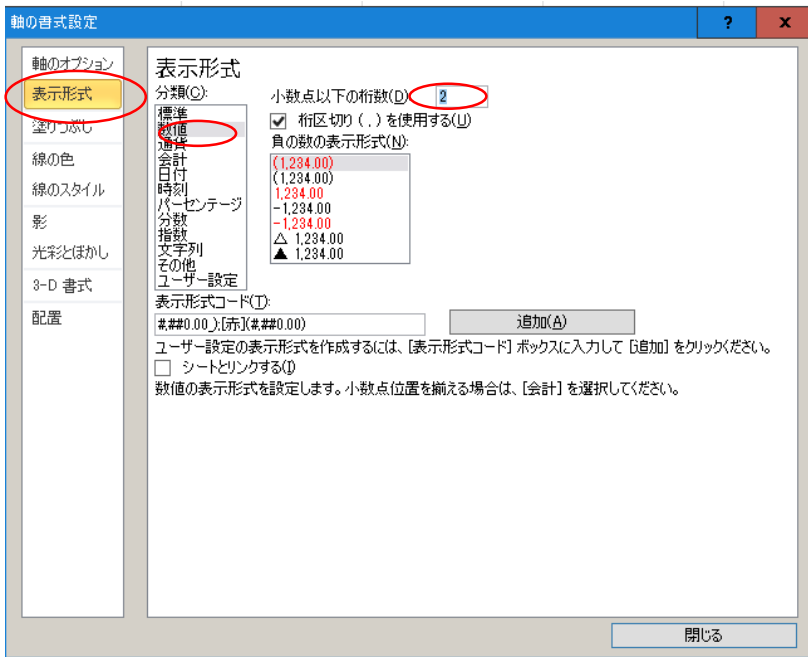 軸の書式設定
?
x
軸のオプション
表示形式
塗りつぶし
線の色
線のスタイル
影
光彩とぼかし
3-D 書式
配置
表示形式
分類(C):
標準
数値
通貨
会計
日付
時刻
パーセンテージ
分数
指数
文字列
その他
ユーザー設定
小数点以下の桁数(D)
2
桁区切り ( , ) を使用する(U)
負の数の表示形式(N):
(1,234.00)
(1,234.00)
1,234.00
-1,234.00
-1,234.00
△ 1,234.00
▲ 1,234.00
表示形式コード(T):
#,##0.00_);[赤](#,##0.00)
追加(A)
ユーザー設定の表示形式を作成するには、[表示形式コード] ボックスに入力して [追加] をクリックください。
シートとリンクする(I)
数値の表示形式を設定します。小数点位置を揃える場合は、[会計] を選択してください。
閉じる